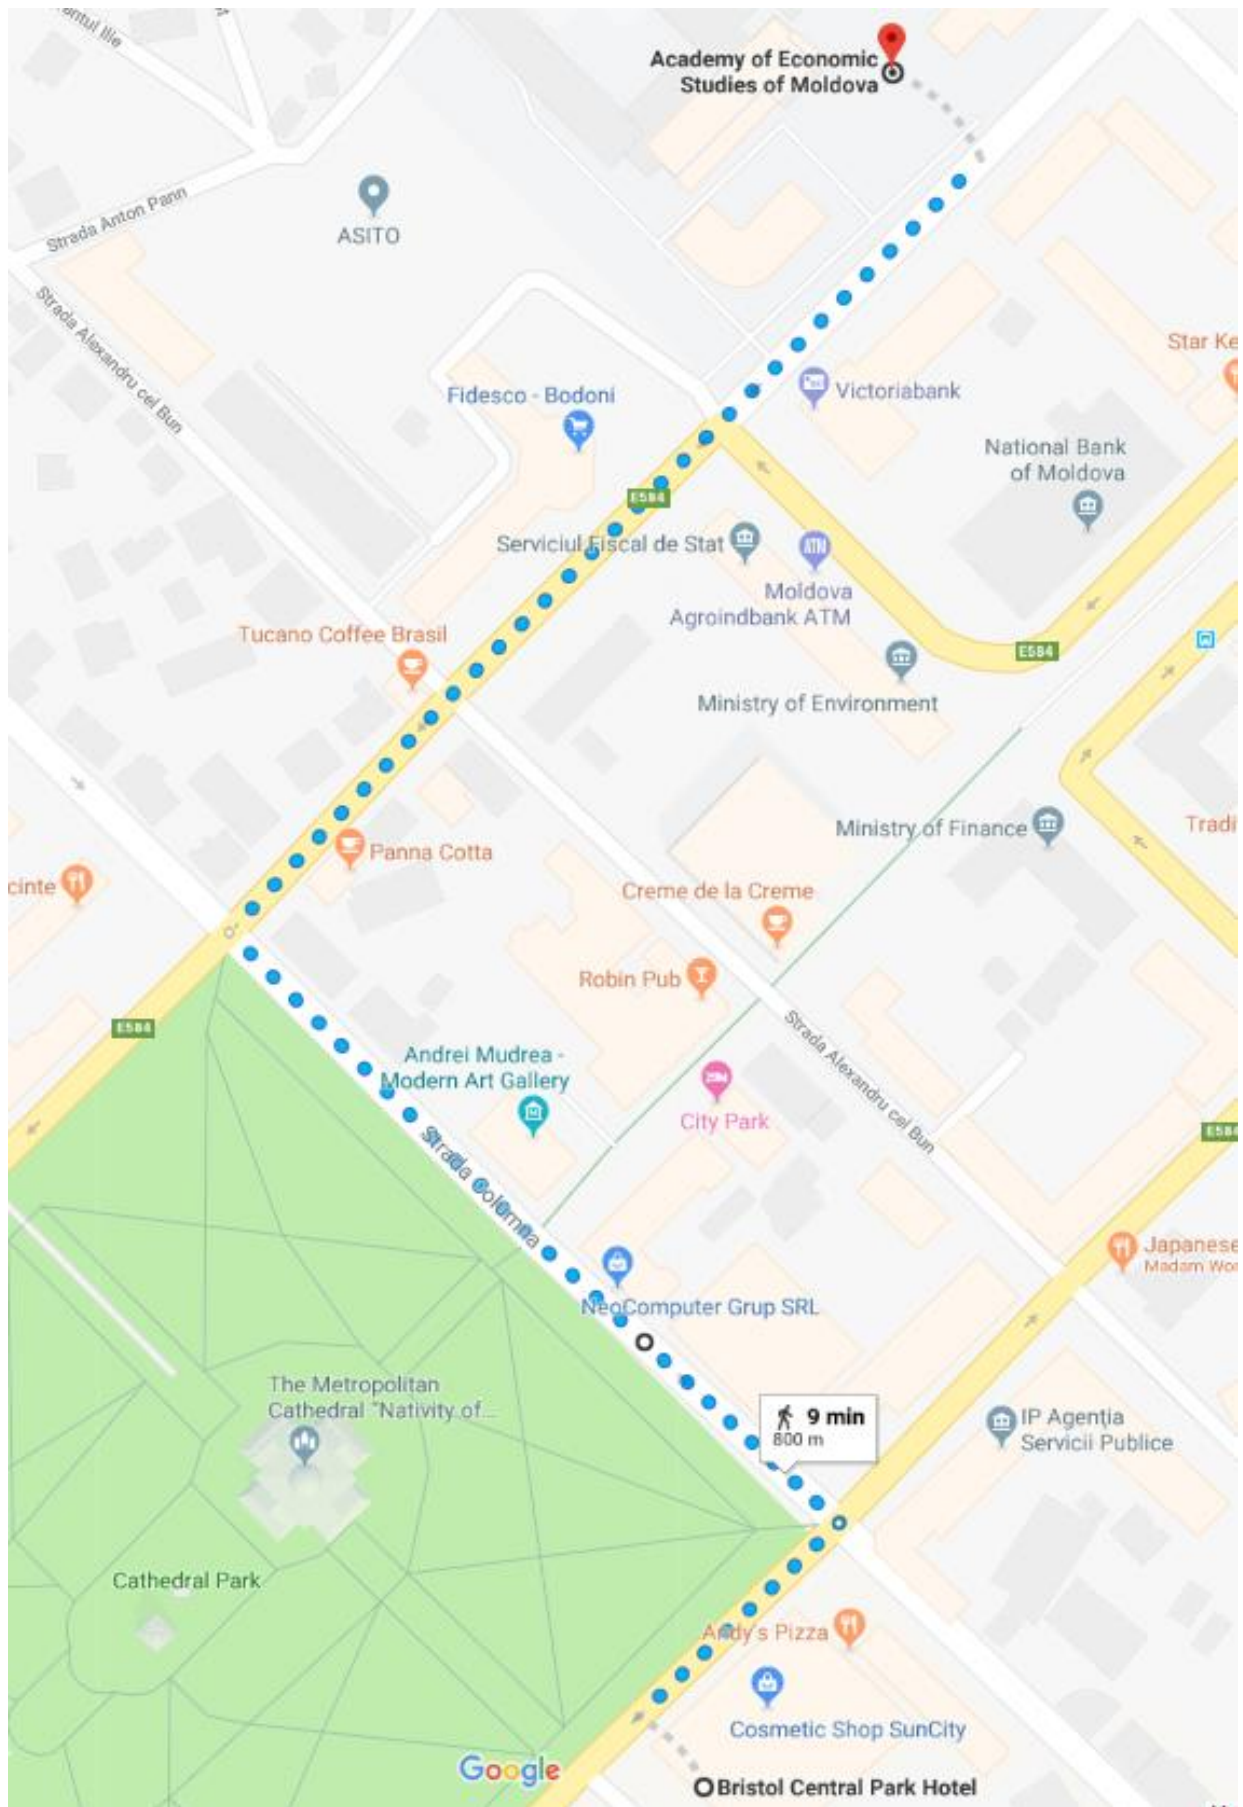 Academy of Economic
Studies of Moldova
ASITO
Strada Anton Pann
Strada Alexandru cel Bun
Star Ke
Fidesco - Bodoni
Victoriabank
National Bank
of Moldova
E584
Serviciul Fiscal de Stat
ATM
Moldova
Agroindbank ATM
Tucano Coffee Brasil
E584
Ministry of Environment
Ministry of Finance
Tradi
Panna Cotta
cinte
Creme de la Creme
Robin Pub
E584
Strada Alexandru cel Bun
Andrei Mudrea -
Modern Art Gallery
City Park
E584
Strada Columna
Japanese
Madam Wo
NeoComputer Grup SRL
The Metropolitan
Cathedral "Nativity of...
9 min
800 m
IP Agenția
Servicii Publice
Cathedral Park
Andy's Pizza
Cosmetic Shop SunCity
Google
Bristol Central Park Hotel